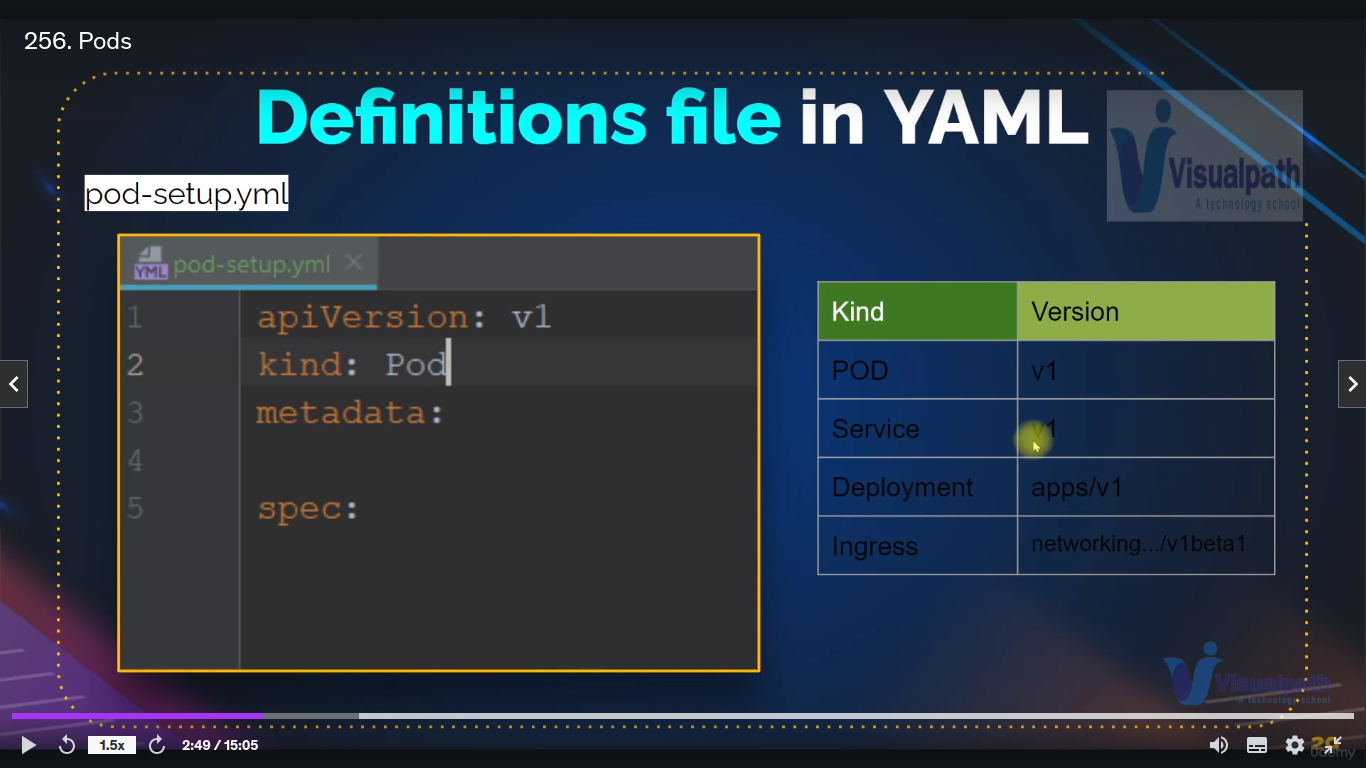 256. Pods
Definitions file in YAML
Visualpath
A technology school
pod-setup.yml
YML pod-setup.yml
1 apiVersion: v1
2 kind: Pod
3 metadata:
4
5 spec:
Kind Version
POD v1
Service v1
Deployment apps/v1
Ingress networking.../v1beta1
Visualpath
A technology school
1.5x 2:49 / 15:05
udemy